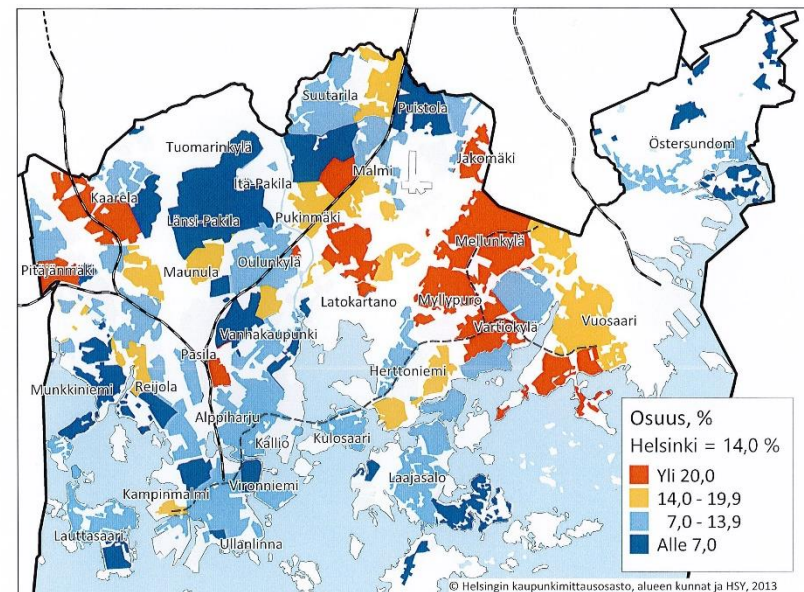 Suutarila
Puistola
Tuomarinkylä
Östersundom
Itä-Pakila
Malmi
Jakomäki
Kaarela
Länsi-Pakila
Pukinmäki
Mellunkylä
Pitäjänmäki
Maunula
Oulunkylä
Latokartano
Myllypuro
Vuosaari
Vanhakaupunki
Vartiokylä
Pasila
Munkkiniemi
Reijola
Herttoniemi
Alppiharju
Kallio
Kulosaari
Kampinmalmi
Vironniemi
Laajasalo
Lauttasaari
Ullanlinna
Osuus, %
Helsinki = 14,0 %
Yli 20,0
14,0 - 19,9
7,0 - 13,9
Alle 7,0
© Helsingin kaupunkimittausosasto, alueen kunnat ja HSY, 2013